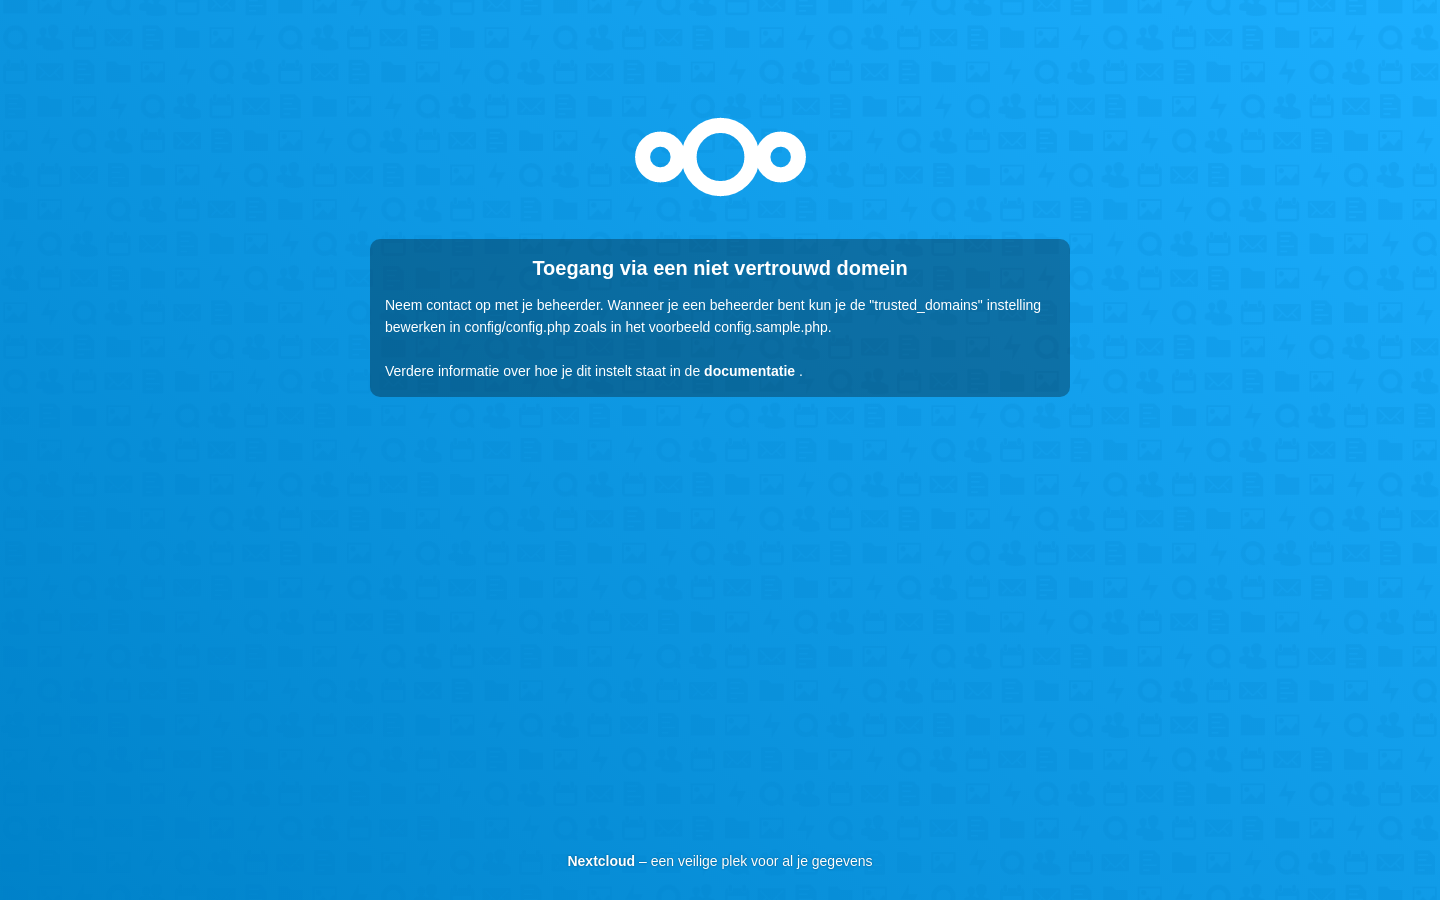 Toegang via een niet vertrouwd domein
Neem contact op met je beheerder. Wanneer je een beheerder bent kun je de "trusted_domains" instelling
bewerken in config/config.php zoals in het voorbeeld config.sample.php.
Verdere informatie over hoe je dit instelt staat in de documentatie .
Nextcloud – een veilige plek voor al je gegevens